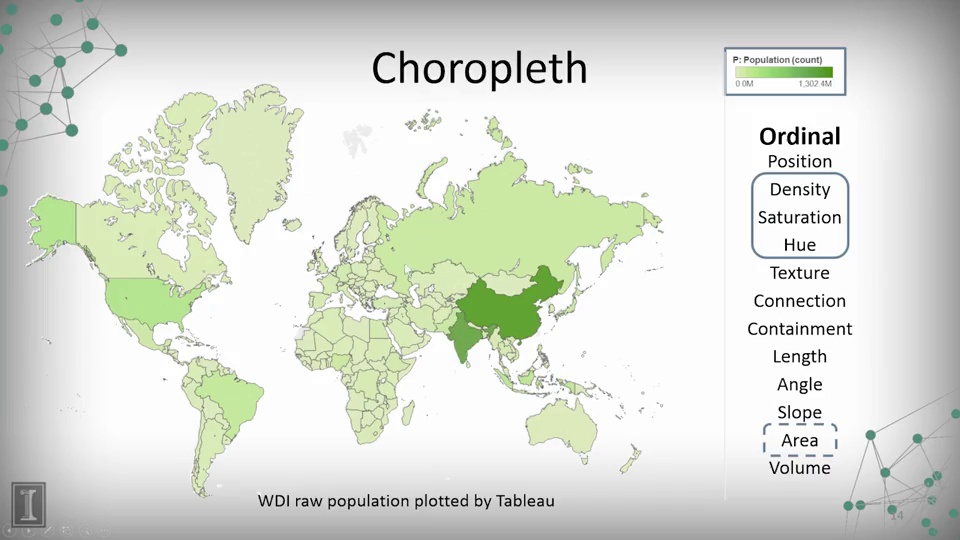 Choropleth
P: Population (count)
0.0M 1,302.4M
Ordinal
Position
Density
Saturation
Hue
Texture
Connection
Containment
Length
Angle
Slope
Area
Volume
WDI raw population plotted by Tableau
I
14